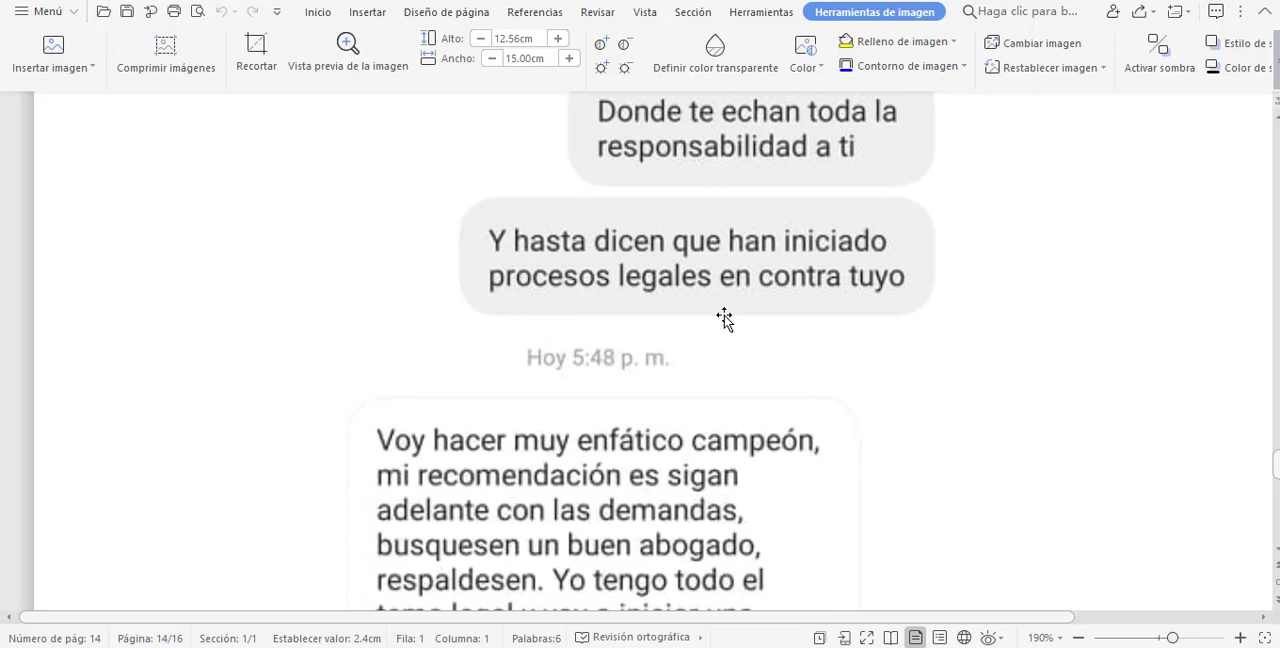 Menú Inicio Insertar Diseño de página Referencias Revisar Vista Sección Herramientas Herramientas de imagen Haga clic para b...
Insertar imagen Comprimir imágenes Recortar Vista previa de la imagen Alto: 12.56cm Ancho: 15.00cm Definir color transparente Color Relleno de imagen Contorno de imagen Cambiar imagen Restablecer imagen Activar sombra Estilo de Color de
Donde te echan toda la
responsabilidad a ti
Y hasta dicen que han iniciado
procesos legales en contra tuyo
Hoy 5:48 p. m.
Voy hacer muy enfático campeón,
mi recomendación es sigan
adelante con las demandas,
busquesen un buen abogado,
respaldesen. Yo tengo todo el
Número de pág: 14 Página: 14/16 Sección: 1/1 Establecer valor: 2.4cm Fila: 1 Columna: 1 Palabras:6 Revisión ortográfica 190%